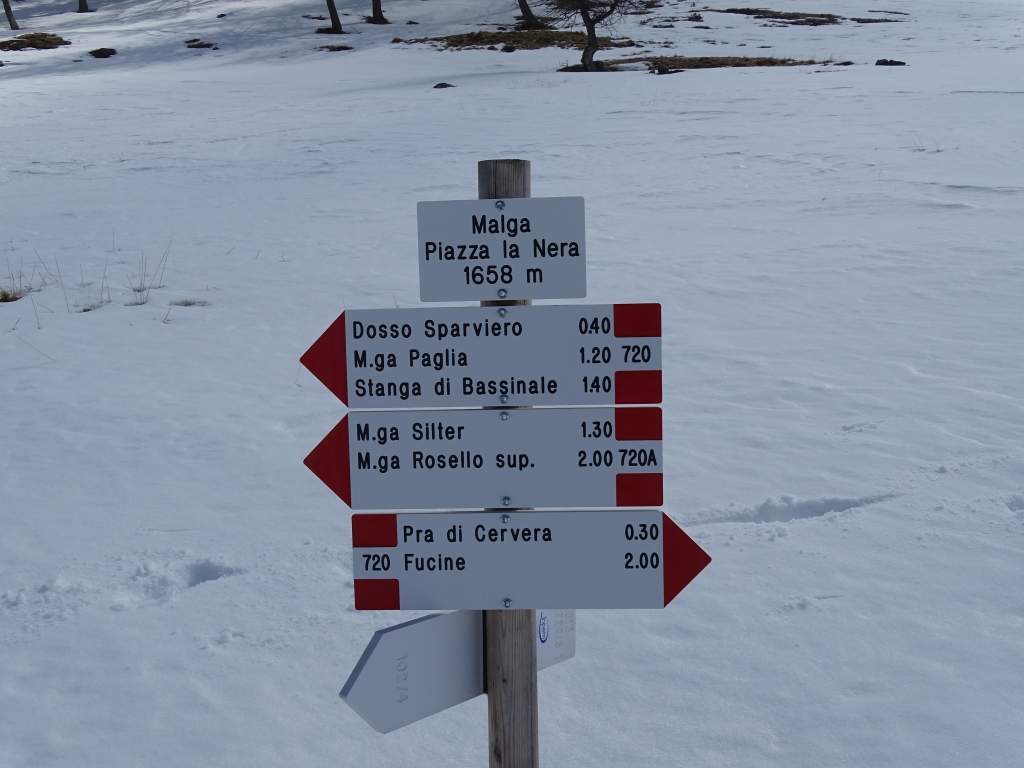 Malga
Piazza la Nera
1658 m
Dosso Sparviero 0.40
M.ga Paglia 1.20 720
Stanga di Bassinale 1.40
M.ga Silter 1.30
M.ga Rosello sup. 2.00 720A
Pra di Cervera 0.30
720 Fucine 2.00